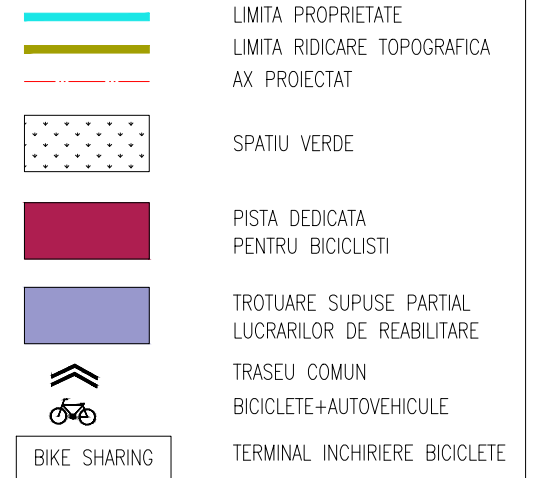 LIMITA PROPRIETATE
LIMITA RIDICARE TOPOGRAFICA
AX PROIECTAT
SPATIU VERDE
PISTA DEDICATA
PENTRU BICICLISTI
TROTUARE SUPUSE PARTIAL
LUCRARILOR DE REABILITARE
TRASEU COMUN
BICICLETE+AUTOVEHICULE
BIKE SHARING
TERMINAL INCHIRIERE BICICLETE